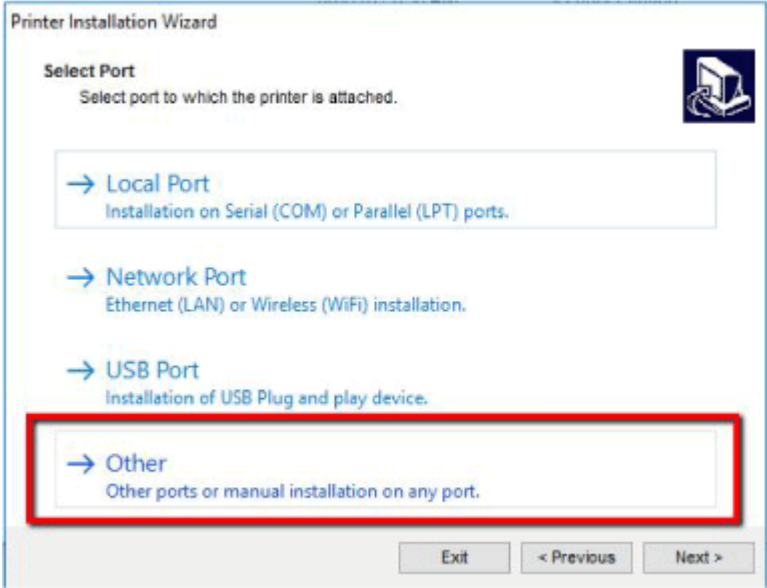 Printer Installation Wizard
Select Port
Select port to which the printer is attached.
Local Port
Installation on Serial (COM) or Parallel (LPT) ports.
Network Port
Ethernet (LAN) or Wireless (WiFi) installation.
USB Port
Installation of USB Plug and play device.
Other
Other ports or manual installation on any port.
Exit < Previous Next >